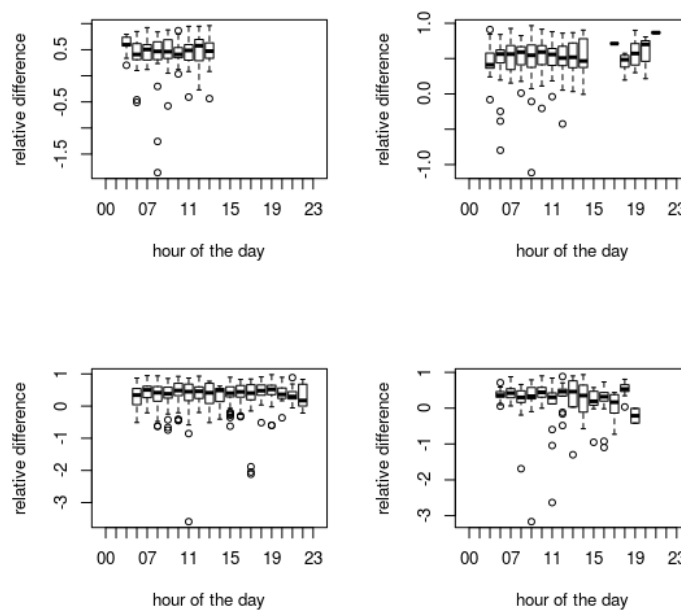 relative difference
-1.5 -0.5 0.5
00 07 11 15 19 23
hour of the day
relative difference
-1.0 0.0 1.0
00 07 11 15 19 23
hour of the day
relative difference
-3 -2 -1 0 1
00 07 11 15 19 23
hour of the day
relative difference
-3 -2 -1 0 1
00 07 11 15 19 23
hour of the day